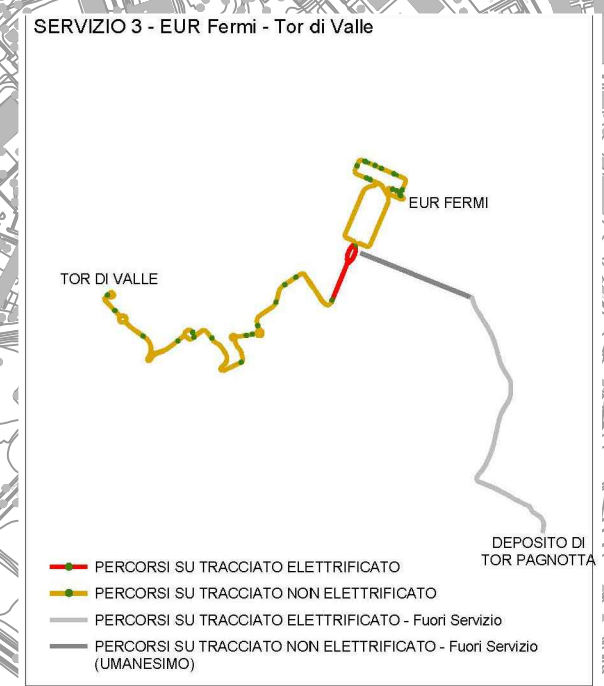 SERVIZIO 3 - EUR Fermi - Tor di Valle
EUR FERMI
TOR DI VALLE
DEPOSITO DI
TOR PAGNOTTA
PERCORSI SU TRACCIATO ELETTRIFICATO
PERCORSI SU TRACCIATO NON ELETTRIFICATO
PERCORSI SU TRACCIATO ELETTRIFICATO - Fuori Servizio
PERCORSI SU TRACCIATO NON ELETTRIFICATO - Fuori Servizio
(UMANESIMO)